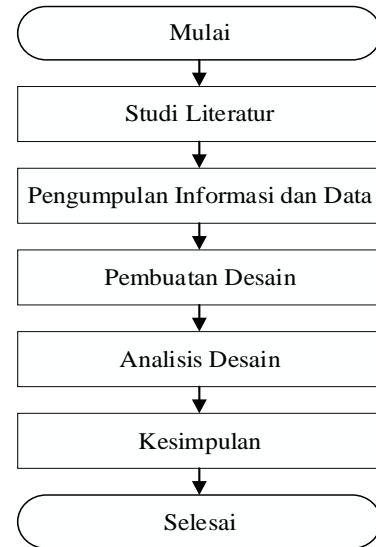 Mulai
Studi Literatur
Pengumpulan Informasi dan Data
Pembuatan Desain
Analisis Desain
Kesimpulan
Selesai